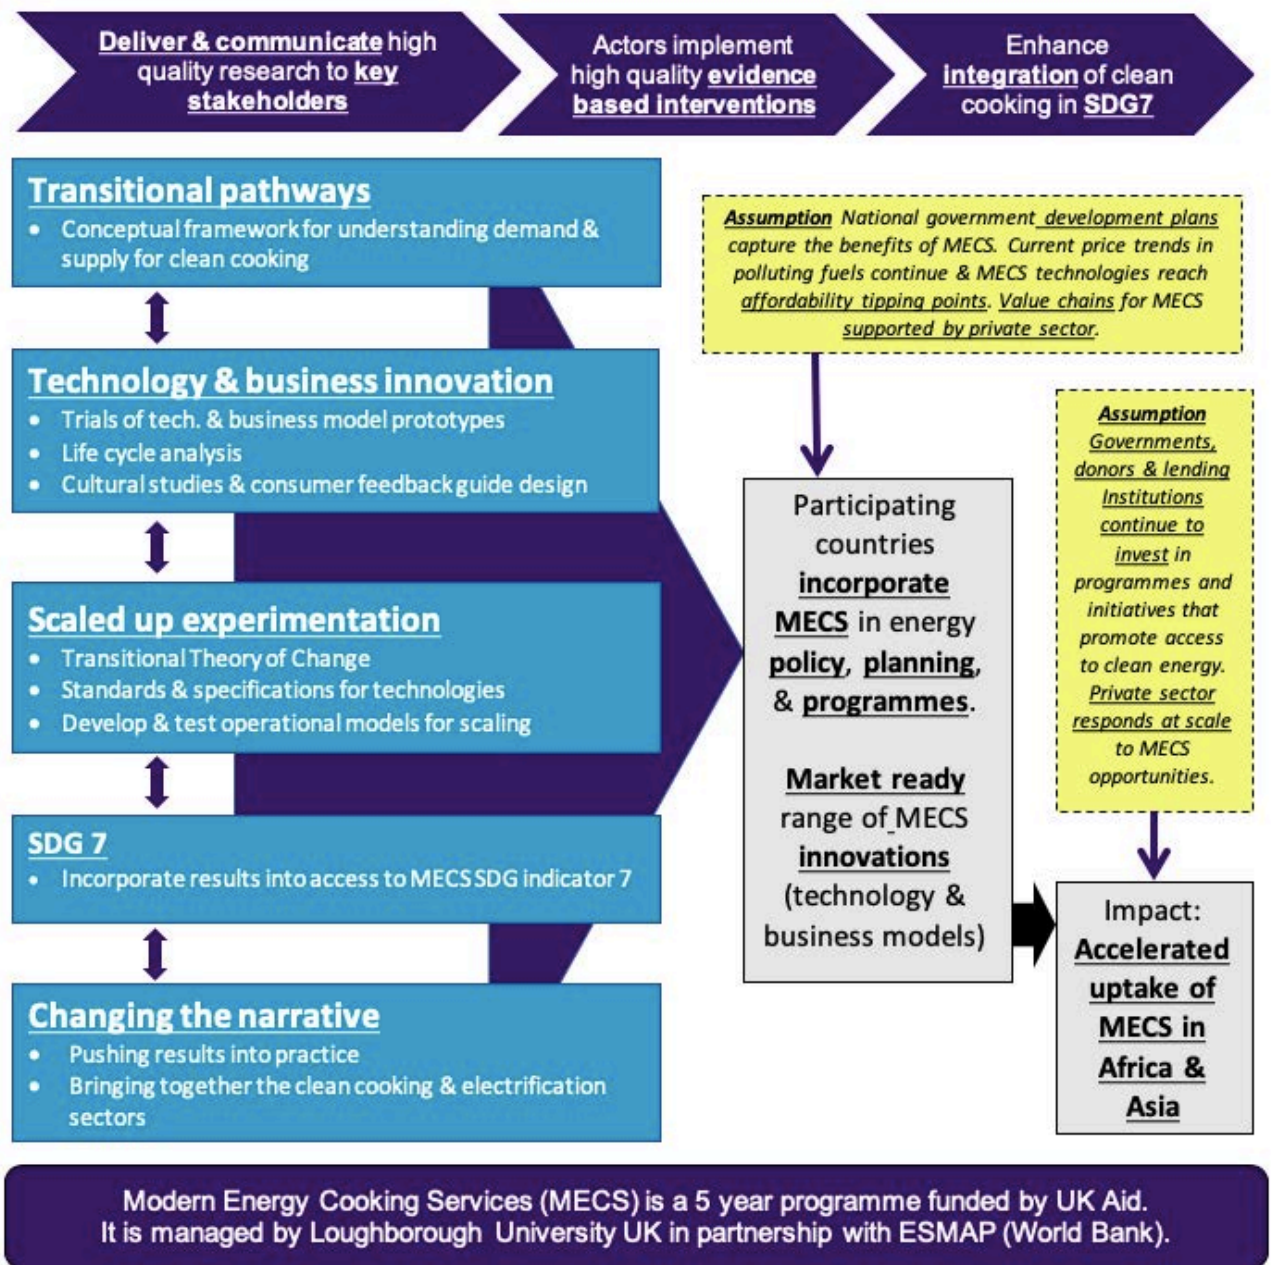 Deliver & communicate high
quality research to key
stakeholders
Actors implement
high quality evidence
based interventions
Enhance
integration of clean
cooking in SDG7
Transitional pathways
• Conceptual framework for understanding demand &
supply for clean cooking
Technology & business innovation
• Trials of tech. & business model prototypes
• Life cycle analysis
• Cultural studies & consumer feedback guide design
Scaled up experimentation
• Transitional Theory of Change
• Standards & specifications for technologies
• Develop & test operational models for scaling
SDG 7
• Incorporate results into access to MECS SDG indicator 7
Changing the narrative
• Pushing results into practice
• Bringing together the clean cooking & electrification
sectors
Assumption National government development plans
capture the benefits of MECS. Current price trends in
polluting fuels continue & MECS technologies reach
affordability tipping points. Value chains for MECS
supported by private sector.
Participating
countries
incorporate
MECS in energy
policy, planning,
& programmes.
Market ready
range of MECS
innovations
(technology &
business models)
Assumption
Governments,
donors & lending
Institutions
continue to
invest in
programmes and
initiatives that
promote access
to clean energy.
Private sector
responds at scale
to MECS
opportunities.
Impact:
Accelerated
uptake of
MECS in
Africa &
Asia
Modern Energy Cooking Services (MECS) is a 5 year programme funded by UK Aid.
It is managed by Loughborough University UK in partnership with ESMAP (World Bank).